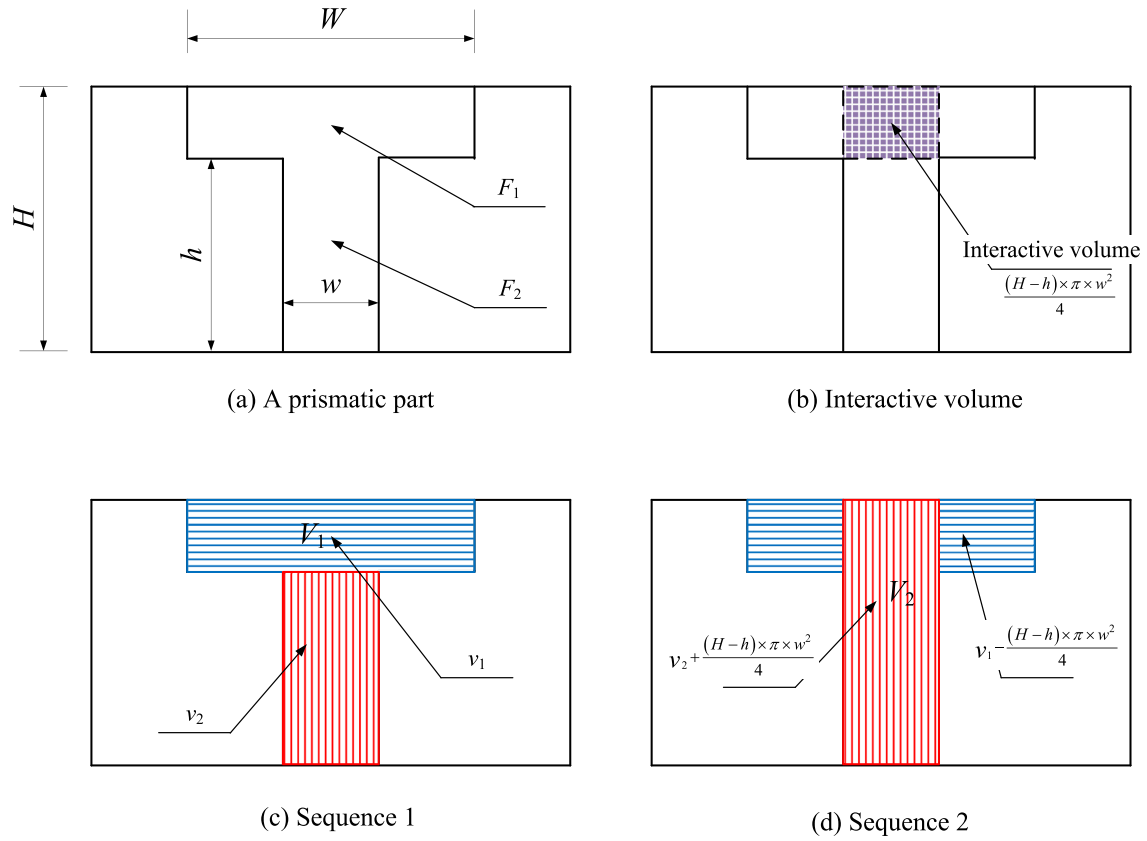 W
H
h
w
F₁
F₂
(a) A prismatic part
Interactive volume
(H−h)×π×w²
4
(b) Interactive volume
V₁
v₁
v₂
(c) Sequence 1
V₂
v₂ + (H−h)×π×w²
4
v₁ − (H−h)×π×w²
4
(d) Sequence 2